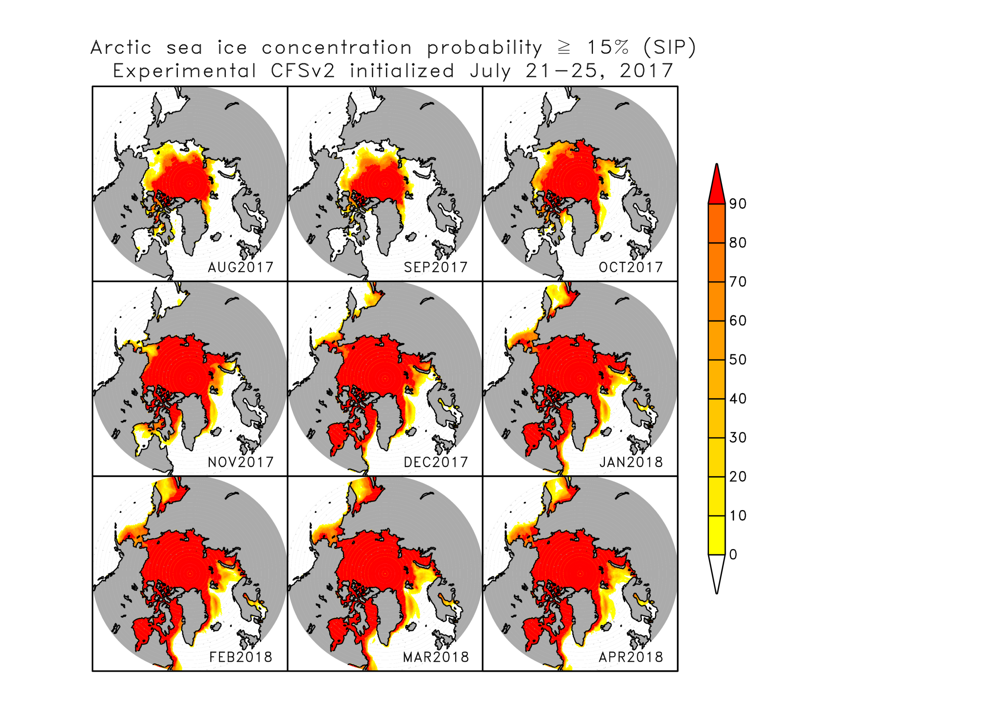 Arctic sea ice concentration probability ≧ 15% (SIP)
Experimental CFSv2 initialized July 21-25, 2017
AUG2017
SEP2017
OCT2017
NOV2017
DEC2017
JAN2018
FEB2018
MAR2018
APR2018
90
80
70
60
50
40
30
20
10
0